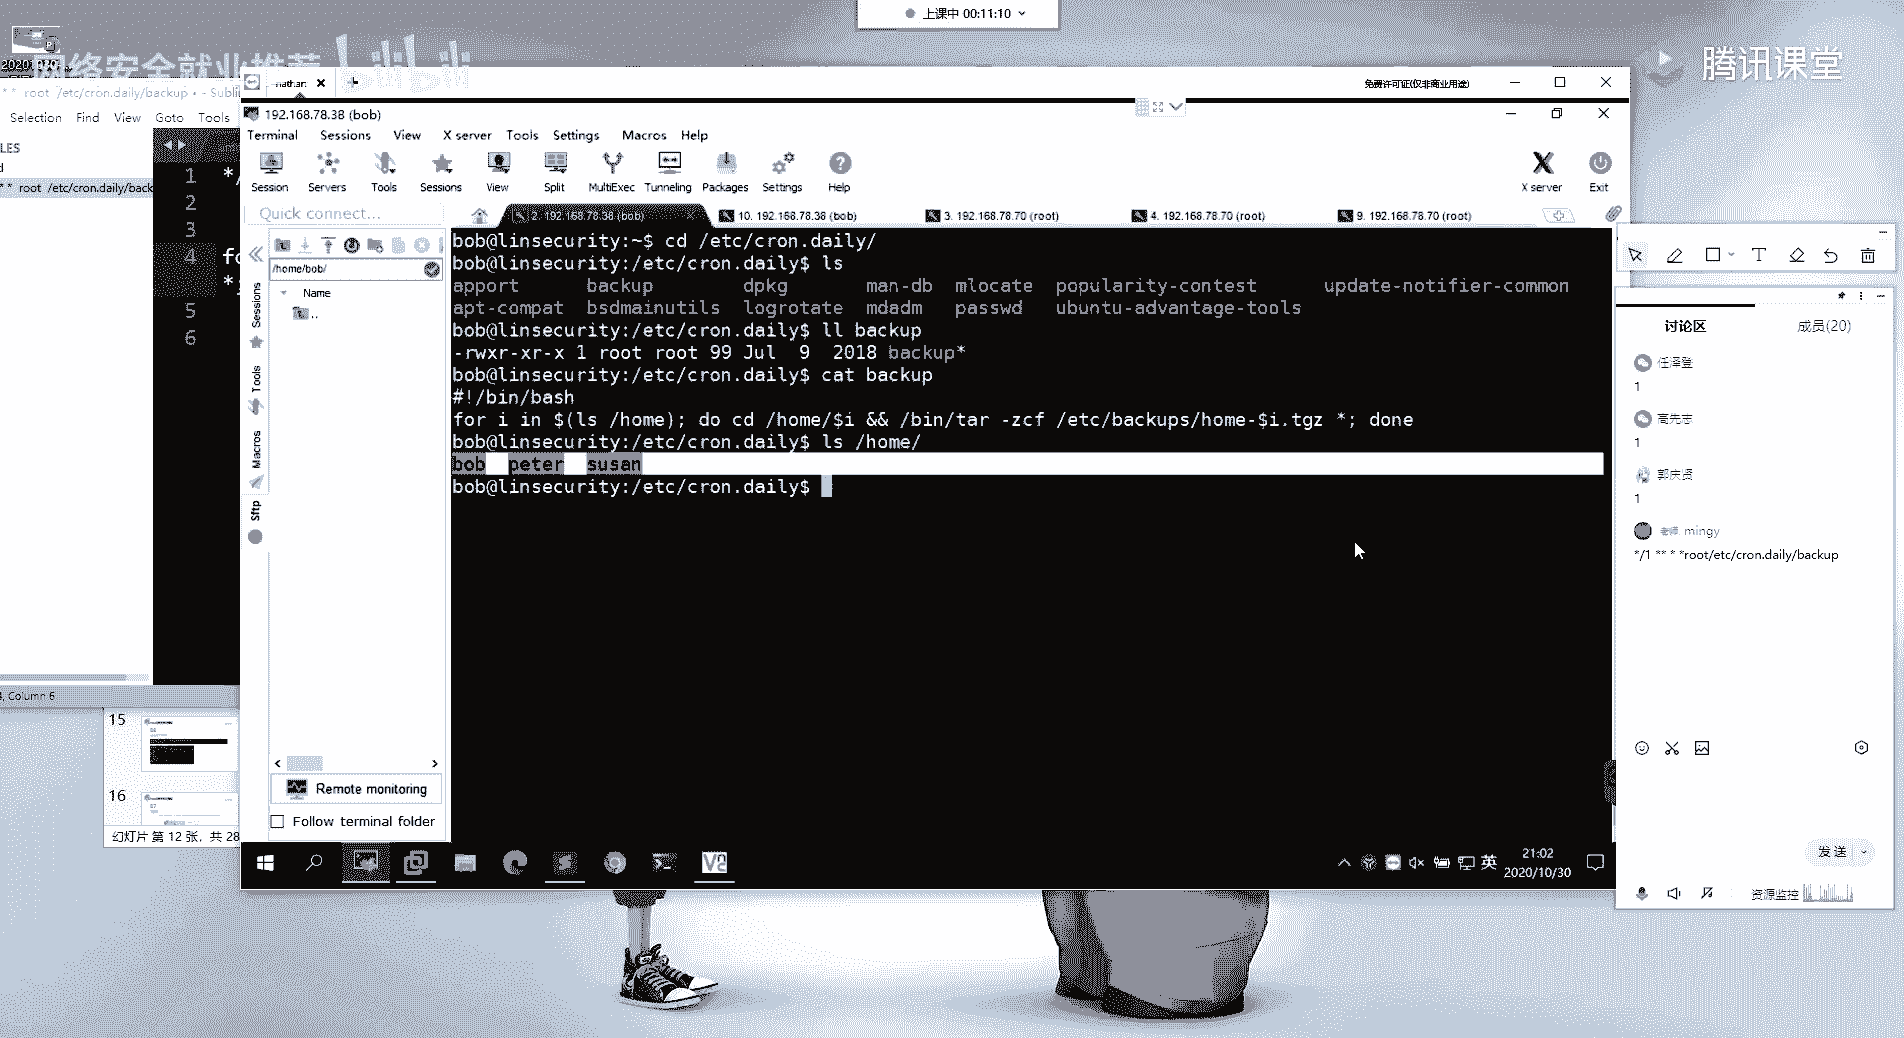 上课中 00:11:10
网络安全就业推荐
bilibili
腾讯课堂
免费许可证(仅非商业用途)
root /etc/cron.daily/backup • - Subli
Selection Find View Goto Tools
* * root /etc/cron.daily/back
1
2
3
4
5
6
, Column 6
15
16
幻灯片 第 12 张，共 28
192.168.78.38 (bob)
Terminal Sessions View X server Tools Settings Macros Help
Session Servers Tools Sessions View Split MultiExec Tunneling Packages Settings Help X server Exit
Quick connect...
2. 192.168.78.38 (bob) 10. 192.168.78.38 (bob) 3. 192.168.78.70 (root) 4. 192.168.78.70 (root) 9. 192.168.78.70 (root)
/home/bob/
Name
..
Sessions
Tools
Macros
Sftp
Remote monitoring
Follow terminal folder
bob@linsecurity:~$ cd /etc/cron.daily/
bob@linsecurity:/etc/cron.daily$ ls
apport backup dpkg man-db mlocate popularity-contest update-notifier-common
apt-compat bsdmainutils logrotate mdadm passwd ubuntu-advantage-tools
bob@linsecurity:/etc/cron.daily$ ll backup
-rwxr-xr-x 1 root root 99 Jul 9 2018 backup*
bob@linsecurity:/etc/cron.daily$ cat backup
#!/bin/bash
for i in $(ls /home); do cd /home/$i && /bin/tar -zcf /etc/backups/home-$i.tgz *; done
bob@linsecurity:/etc/cron.daily$ ls /home/
bob peter susan
bob@linsecurity:/etc/cron.daily$
英
21:02
2020/10/30
讨论区 成员(20)
任泽登
1
高先志
1
郭庆贤
1
老师 mingy
*/1 ** * *root/etc/cron.daily/backup
发送
资源监控